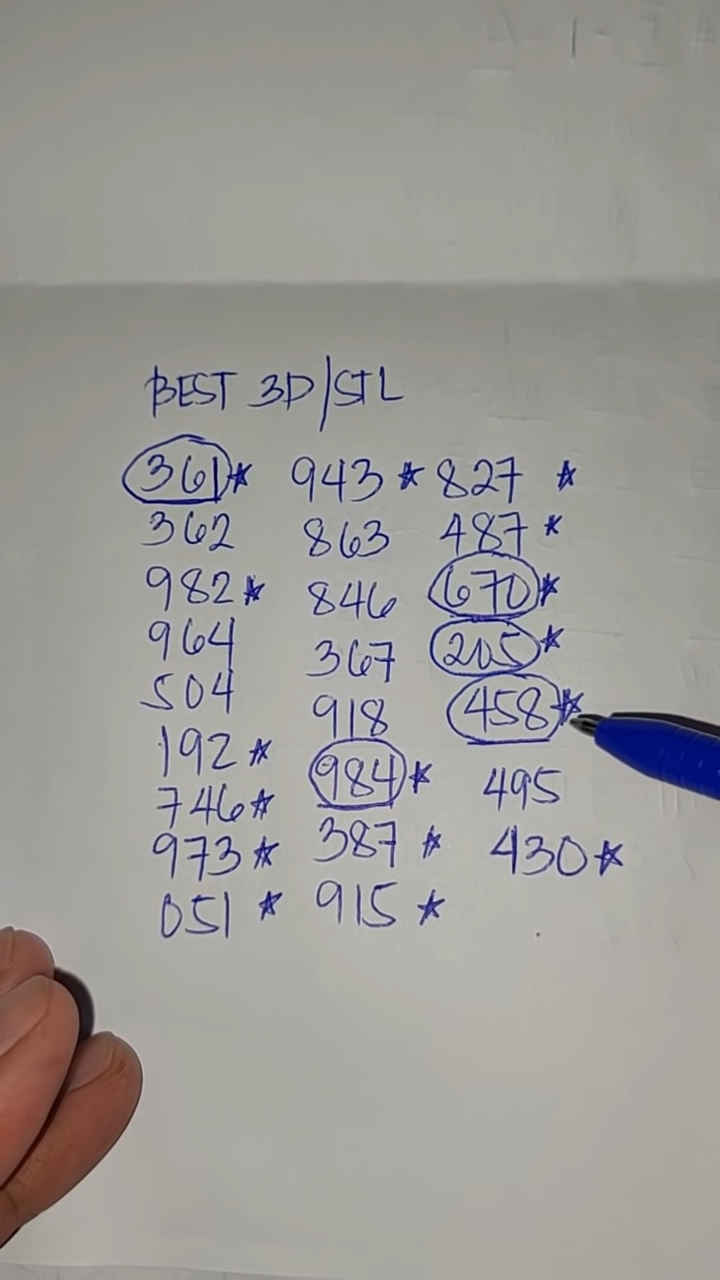 BEST 3D/STL
361* 943* 827 *
362 863 487 *
982* 846 670*
964 367 205*
504 918 458*
192* 984* 495
746* 387 * 430*
973* 915 *
051 *